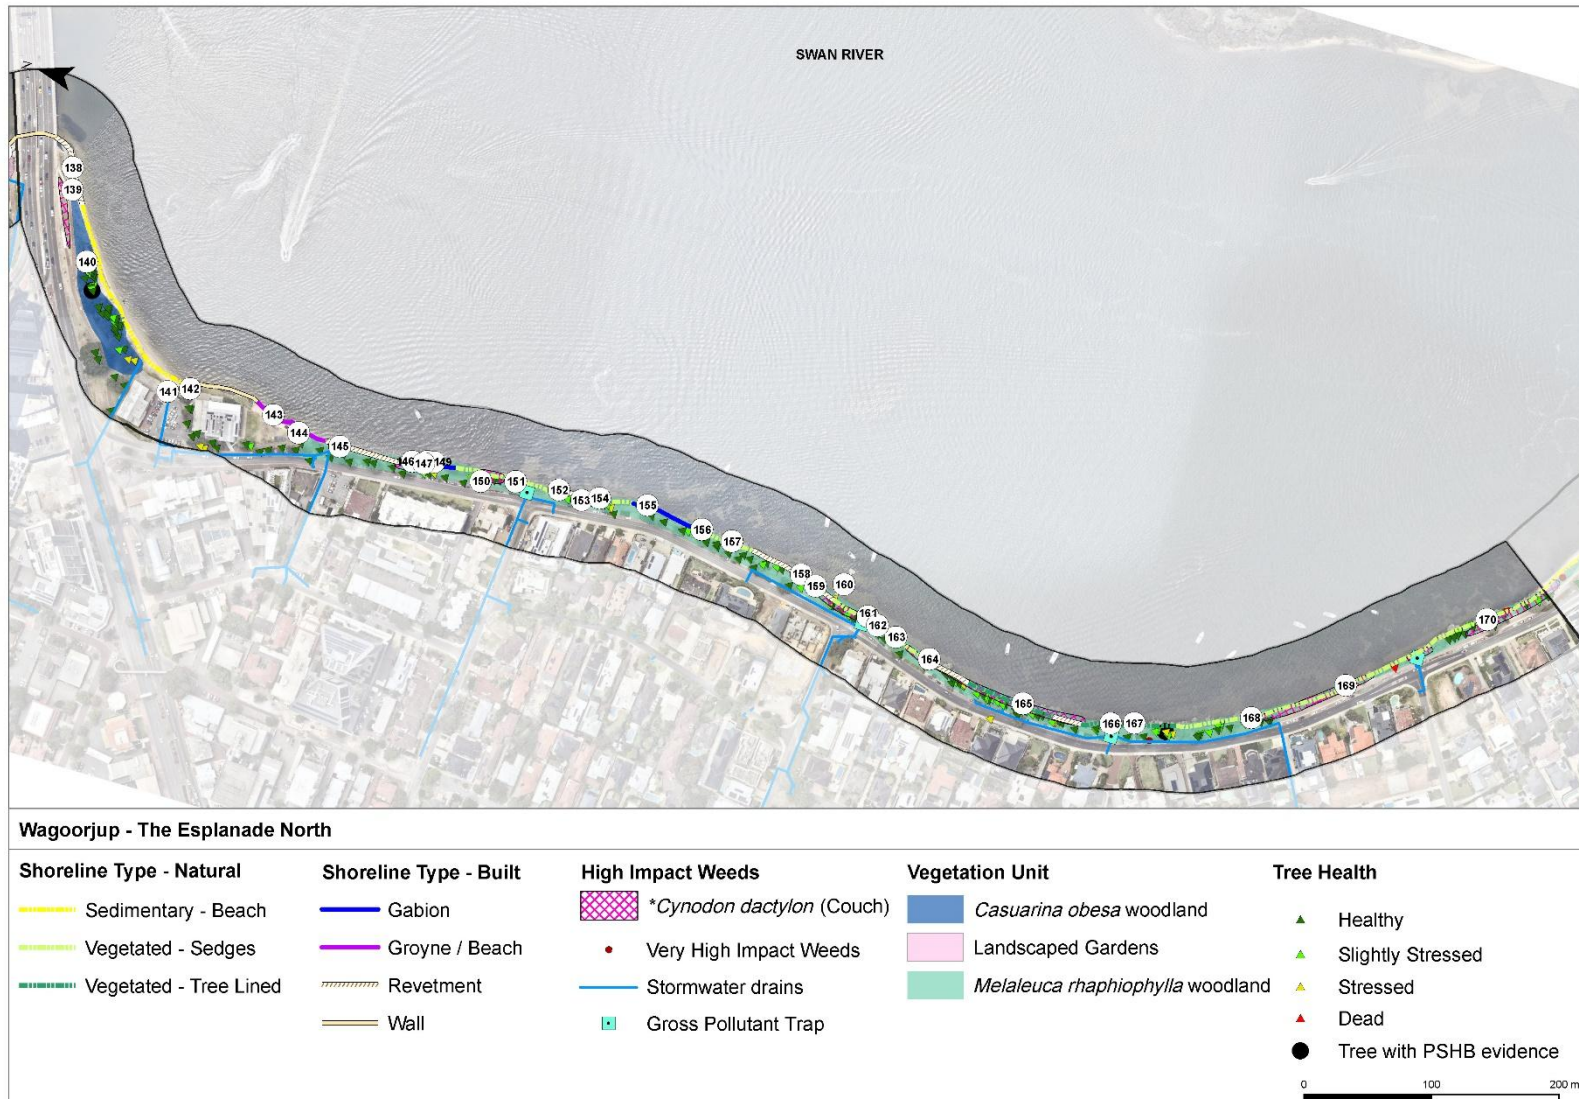 SWAN RIVER
N
138
139
140
141
142
143
144
145
146
147
149
150
151
152
153
154
155
156
157
158
159
160
161
162
163
164
165
166
167
168
169
170
Wagoorjup - The Esplanade North
Shoreline Type - Natural
Sedimentary - Beach
Vegetated - Sedges
Vegetated - Tree Lined
Shoreline Type - Built
Gabion
Groyne / Beach
Revetment
Wall
High Impact Weeds
*Cynodon dactylon (Couch)
Very High Impact Weeds
Stormwater drains
Gross Pollutant Trap
Vegetation Unit
Casuarina obesa woodland
Landscaped Gardens
Melaleuca rhaphiophylla woodland
Tree Health
Healthy
Slightly Stressed
Stressed
Dead
Tree with PSHB evidence
0 100 200 m